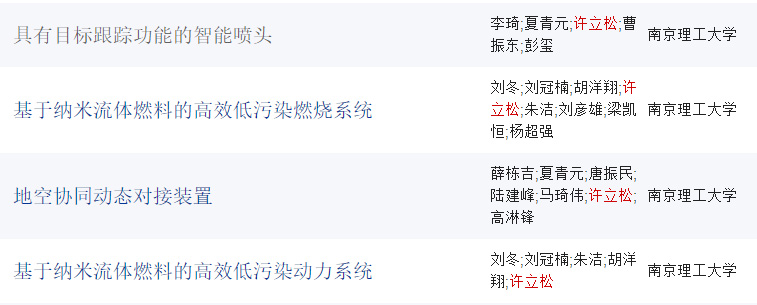 具有目标跟踪功能的智能喷头
李琦;夏青元;许立松;曹
振东;彭玺
南京理工大学
基于纳米流体燃料的高效低污染燃烧系统
刘冬;刘冠楠;胡洋翔;许
立松;朱洁;刘彦雄;梁凯
恒;杨超强
南京理工大学
地空协同动态对接装置
薛栋吉;夏青元;唐振民;
陆建峰;马琦伟;许立松;
高淋锋
南京理工大学
基于纳米流体燃料的高效低污染动力系统
刘冬;刘冠楠;朱洁;胡洋
翔;许立松
南京理工大学